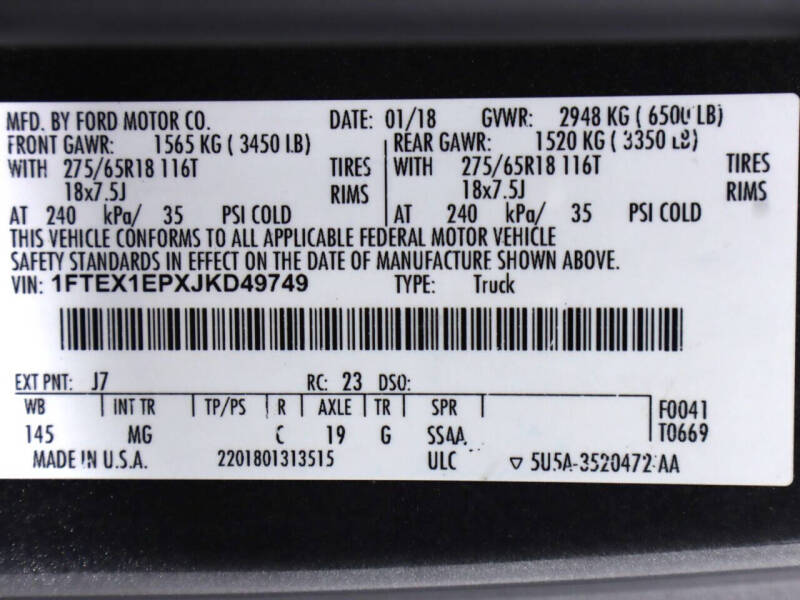 MFD. BY FORD MOTOR CO. DATE: 01/18 GVWR: 2948 KG ( 6500 LB)
FRONT GAWR: 1565 KG ( 3450 LB) REAR GAWR: 1520 KG ( 3350 LB)
WITH 275/65R18 116T TIRES WITH 275/65R18 116T TIRES
18x7.5J RIMS 18x7.5J RIMS
AT 240 kPa/ 35 PSI COLD AT 240 kPa/ 35 PSI COLD
THIS VEHICLE CONFORMS TO ALL APPLICABLE FEDERAL MOTOR VEHICLE
SAFETY STANDARDS IN EFFECT ON THE DATE OF MANUFACTURE SHOWN ABOVE.
VIN: 1FTEX1EPXJKD49749 TYPE: Truck
EXT PNT: J7 RC: 23 DSO:
WB INT TR TP/PS R AXLE TR SPR F0041
145 MG C 19 G SSAA T0669
MADE IN U.S.A. 2201801313515 ULC ▽ 5U5A-3520472-AA